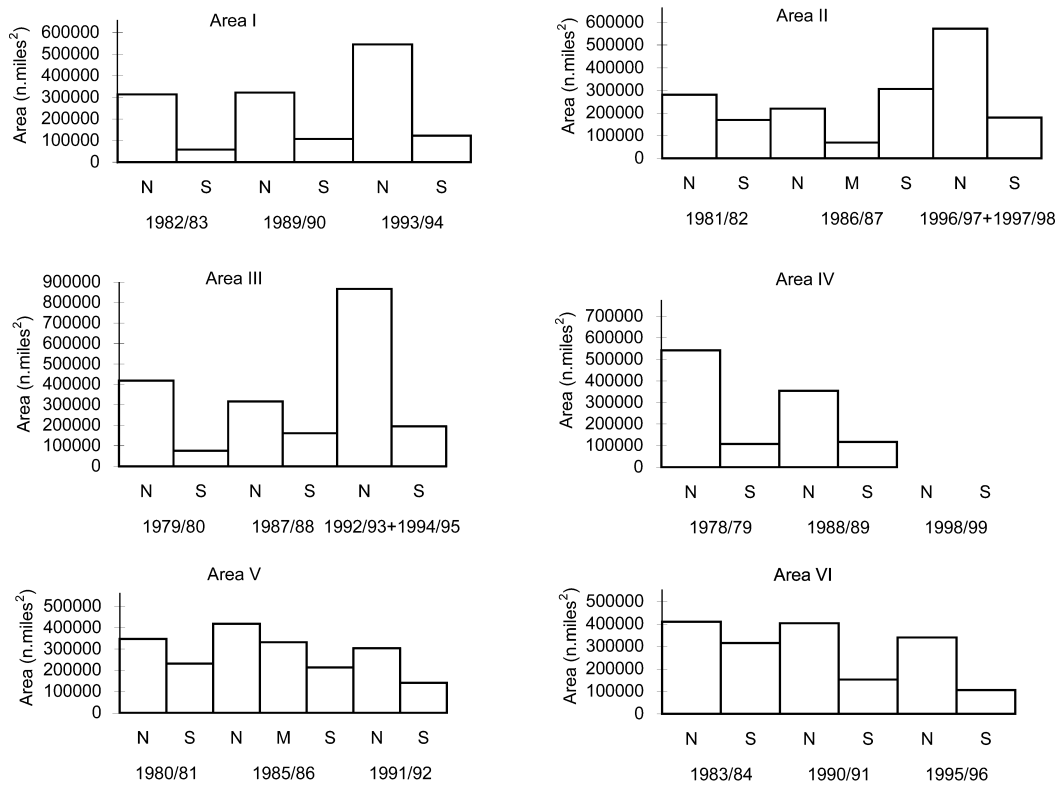 Area I
Area (n.miles²)
600000
500000
400000
300000
200000
100000
0
N S N S N S
1982/83 1989/90 1993/94
Area II
Area (n.miles²)
600000
500000
400000
300000
200000
100000
0
N S N M S N S
1981/82 1986/87 1996/97+1997/98
Area III
Area (n.miles²)
900000
800000
700000
600000
500000
400000
300000
200000
100000
0
N S N S N S
1979/80 1987/88 1992/93+1994/95
Area IV
Area (n.miles²)
700000
600000
500000
400000
300000
200000
100000
0
N S N S N S
1978/79 1988/89 1998/99
Area V
Area (n.miles²)
500000
400000
300000
200000
100000
0
N S N M S N S
1980/81 1985/86 1991/92
Area VI
Area (n.miles²)
500000
400000
300000
200000
100000
0
N S N S N S
1983/84 1990/91 1995/96